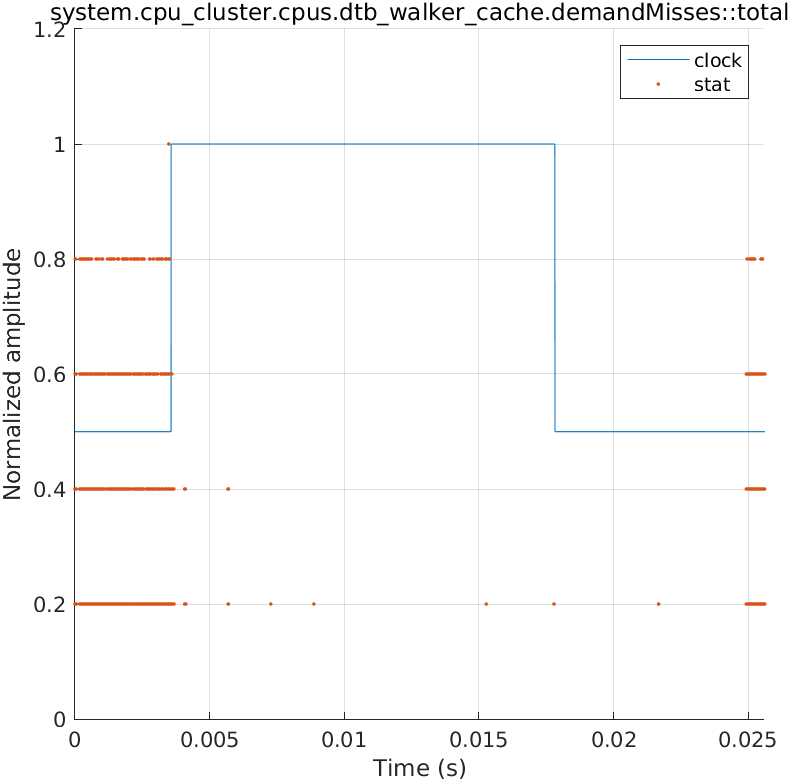 system.cpu_cluster.cpus.dtb_walker_cache.demandMisses::total
1.2
clock
stat
1
0.8
Normalized amplitude
0.6
0.4
0.2
0
0 0.005 0.01 0.015 0.02 0.025
Time (s)